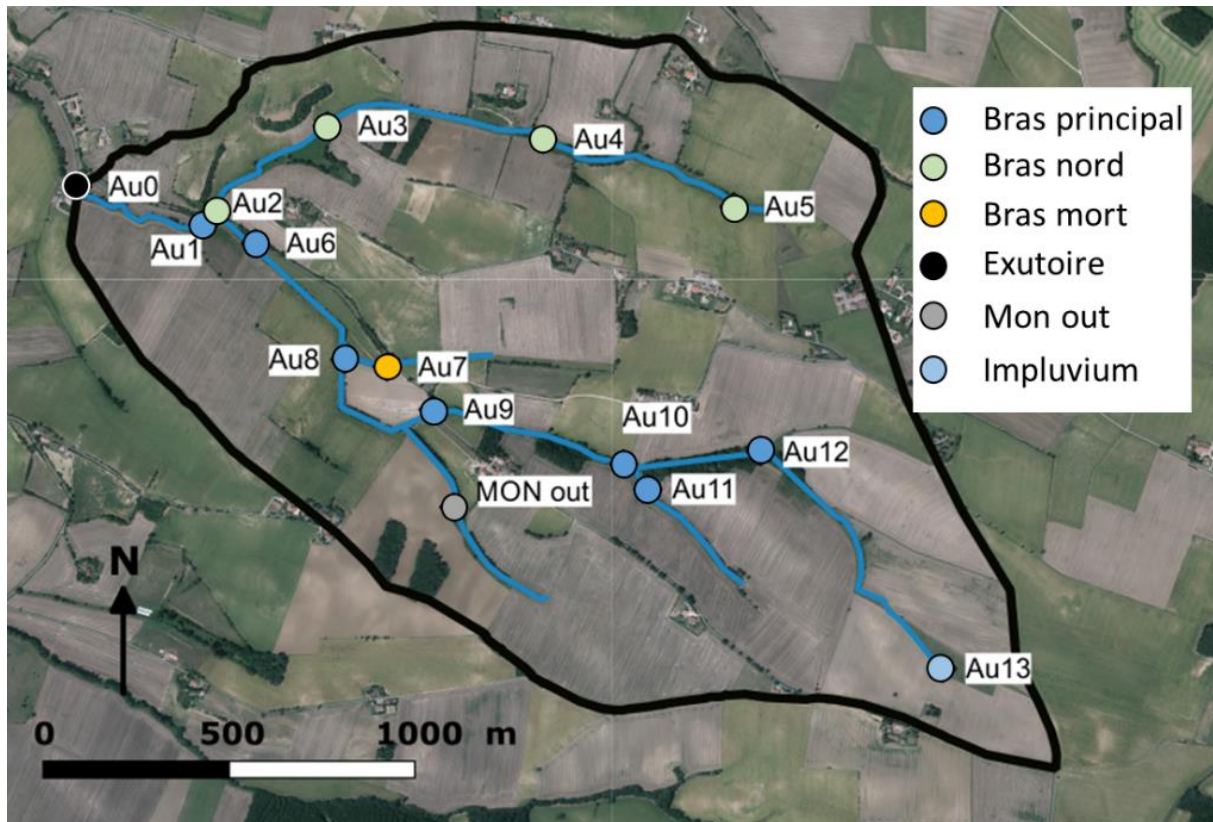 Au3
Au4
Au0
Au2
Au5
Au1
Au6
Au8
Au7
Au9
Au10
Au12
Au11
MON out
Au13
N
0 500 1000 m
Bras principal
Bras nord
Bras mort
Exutoire
Mon out
Impluvium